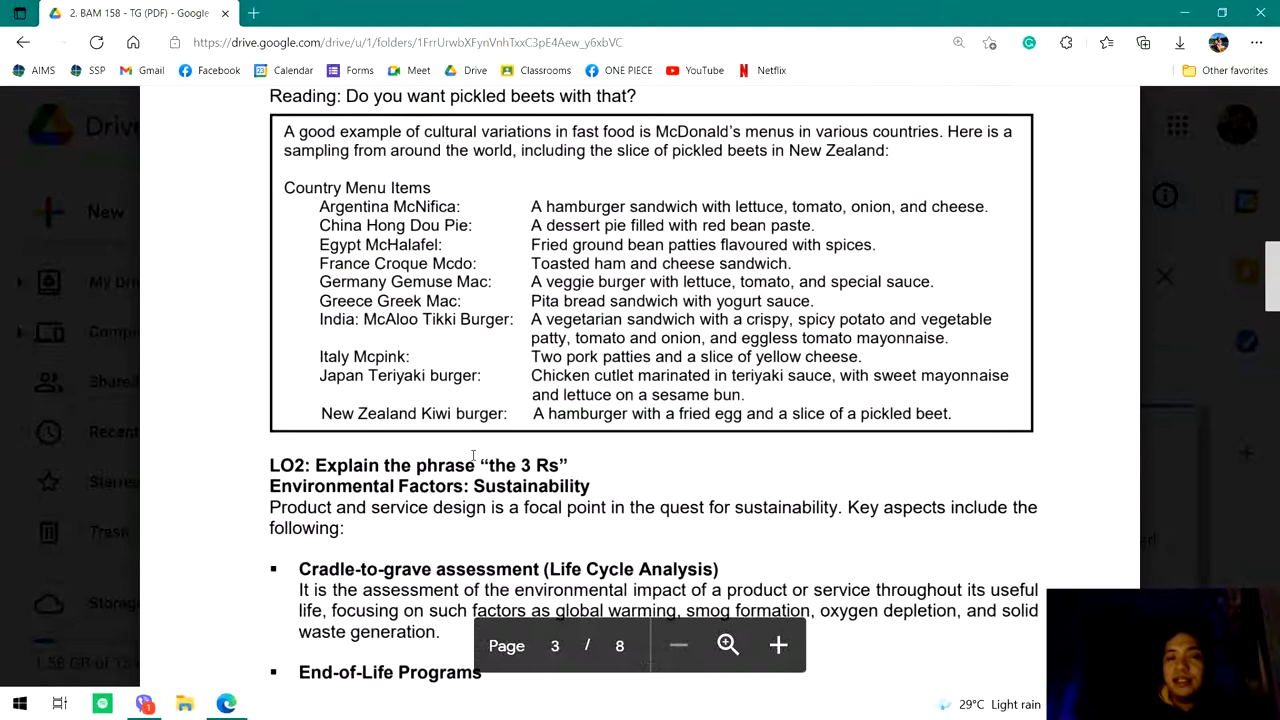 2. BAM 158 - TG (PDF) - Google
https://drive.google.com/drive/u/1/folders/1FrrUrwbXFynVnhTxxC3pE4Aew_y6xbVC
AIMS SSP Gmail Facebook Calendar Forms Meet Drive Classrooms ONE PIECE YouTube Netflix Other favorites
Reading: Do you want pickled beets with that?
A good example of cultural variations in fast food is McDonald's menus in various countries. Here is a
sampling from around the world, including the slice of pickled beets in New Zealand:
Country Menu Items
Argentina McNifica: A hamburger sandwich with lettuce, tomato, onion, and cheese.
China Hong Dou Pie: A dessert pie filled with red bean paste.
Egypt McHalafel: Fried ground bean patties flavoured with spices.
France Croque Mcdo: Toasted ham and cheese sandwich.
Germany Gemuse Mac: A veggie burger with lettuce, tomato, and special sauce.
Greece Greek Mac: Pita bread sandwich with yogurt sauce.
India: McAloo Tikki Burger: A vegetarian sandwich with a crispy, spicy potato and vegetable
patty, tomato and onion, and eggless tomato mayonnaise.
Italy Mcpink: Two pork patties and a slice of yellow cheese.
Japan Teriyaki burger: Chicken cutlet marinated in teriyaki sauce, with sweet mayonnaise
and lettuce on a sesame bun.
New Zealand Kiwi burger: A hamburger with a fried egg and a slice of a pickled beet.
LO2: Explain the phrase “the 3 Rs”
Environmental Factors: Sustainability
Product and service design is a focal point in the quest for sustainability. Key aspects include the
following:
▪ Cradle-to-grave assessment (Life Cycle Analysis)
It is the assessment of the environmental impact of a product or service throughout its useful
life, focusing on such factors as global warming, smog formation, oxygen depletion, and solid
waste generation.
▪ End-of-Life Programs
Page 3 / 8
Drive
New
My
Recen
Trash
29°C Light rain